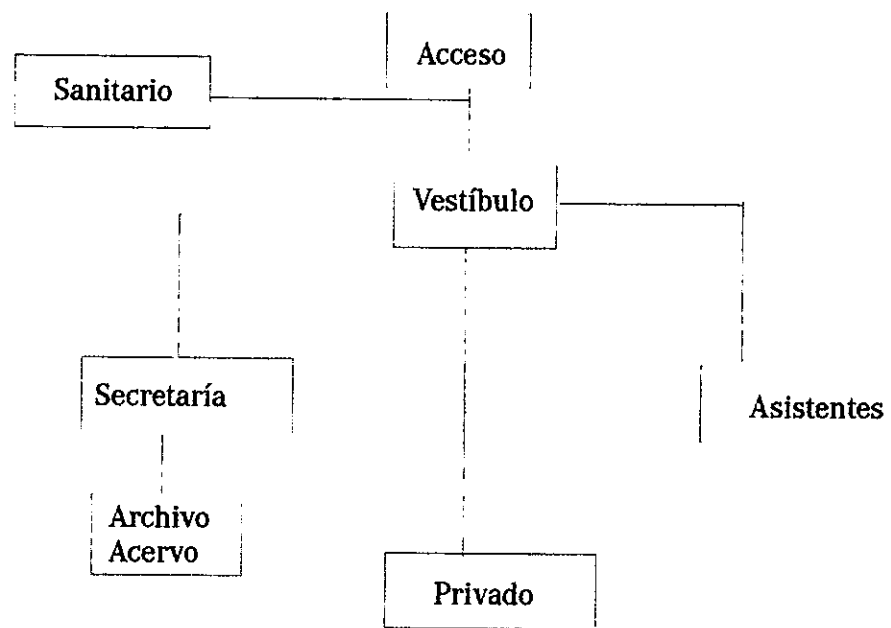 Acceso
Sanitario
Vestíbulo
Secretaría
Asistentes
Archivo
Acervo
Privado